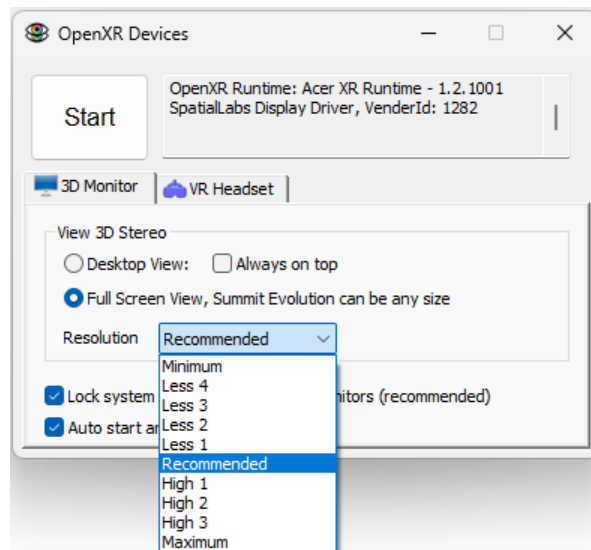 OpenXR Devices
Start
OpenXR Runtime: Acer XR Runtime - 1.2.1001
SpatialLabs Display Driver, VenderId: 1282
3D Monitor
VR Headset
View 3D Stereo
Desktop View:
Always on top
Full Screen View, Summit Evolution can be any size
Resolution
Recommended
Minimum
Less 4
Less 3
Less 2
Less 1
Recommended
High 1
High 2
High 3
Maximum
Lock system
(recommended)
Auto start